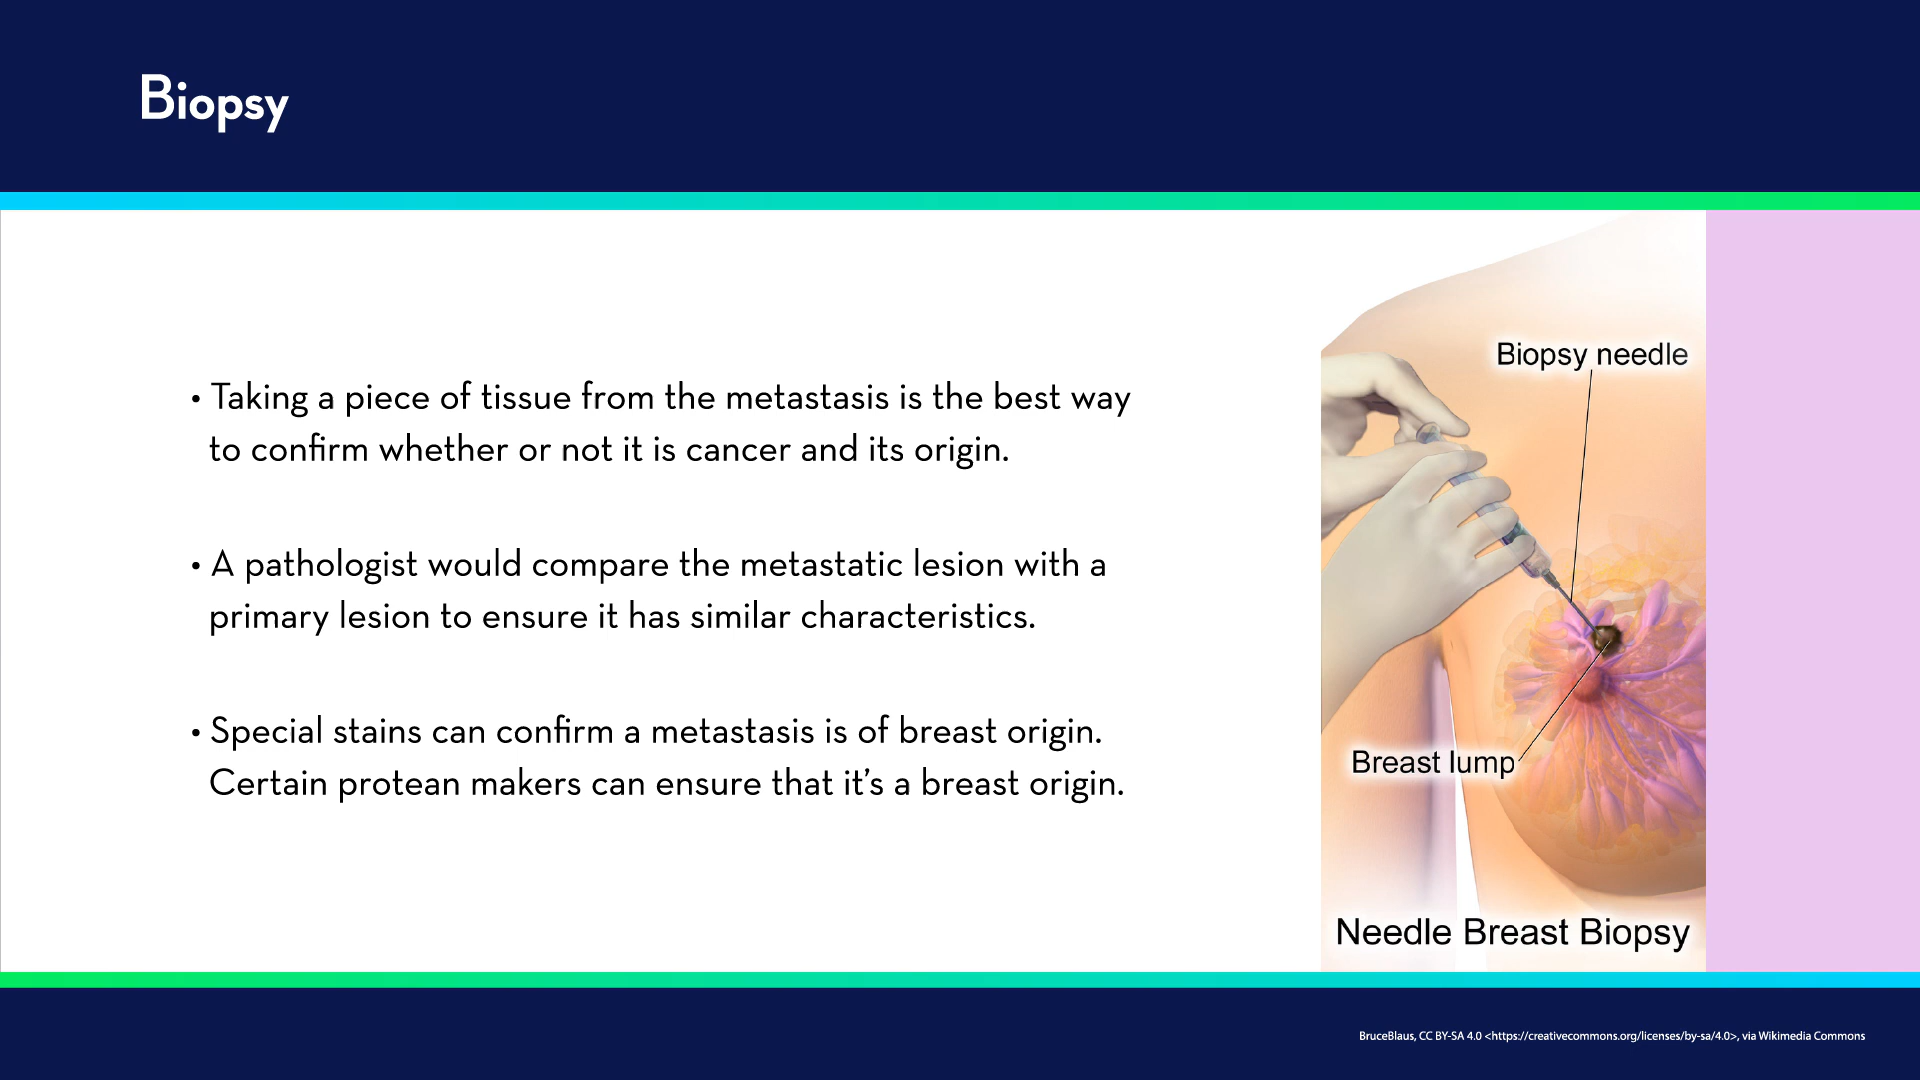 Biopsy
• Taking a piece of tissue from the metastasis is the best way
to confirm whether or not it is cancer and its origin.
• A pathologist would compare the metastatic lesion with a
primary lesion to ensure it has similar characteristics.
• Special stains can confirm a metastasis is of breast origin.
Certain protean makers can ensure that it’s a breast origin.
Biopsy needle
Breast lump
Needle Breast Biopsy
BruceBlaus, CC BY-SA 4.0 <https://creativecommons.org/licenses/by-sa/4.0>, via Wikimedia Commons